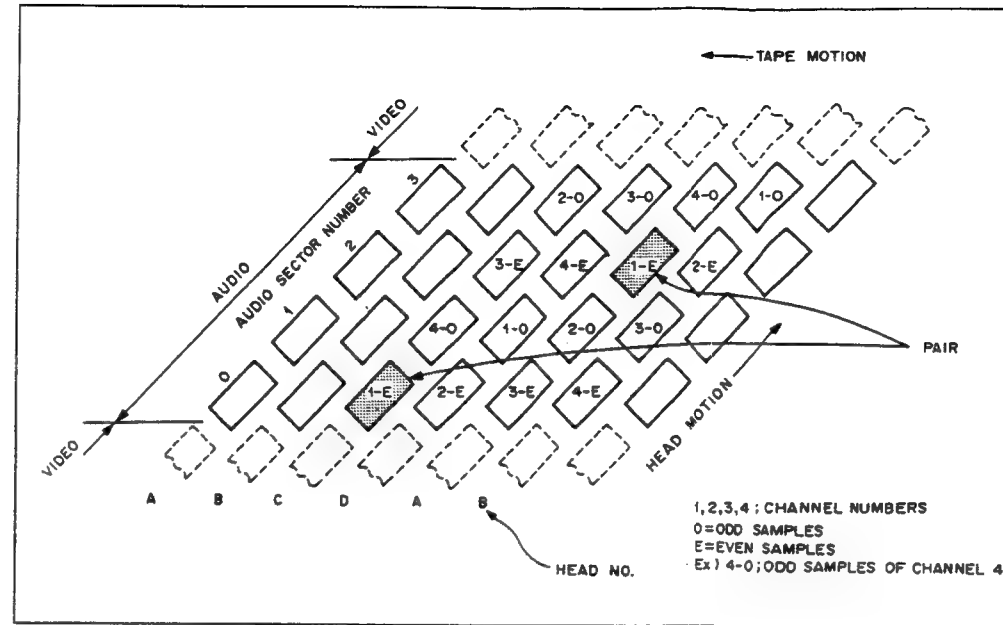 TAPE MOTION
VIDEO
AUDIO
AUDIO SECTOR NUMBER
3
2-O 3-O 4-O 1-O
2
3-E 4-E 1-E 2-E
1
4-O 1-O 2-O 3-O
PAIR
0
1-E 2-E 3-E 4-E
HEAD MOTION
VIDEO
A B C D A B
HEAD NO.
1,2,3,4; CHANNEL NUMBERS
O=ODD SAMPLES
E=EVEN SAMPLES
Ex) 4-O; ODD SAMPLES OF CHANNEL 4